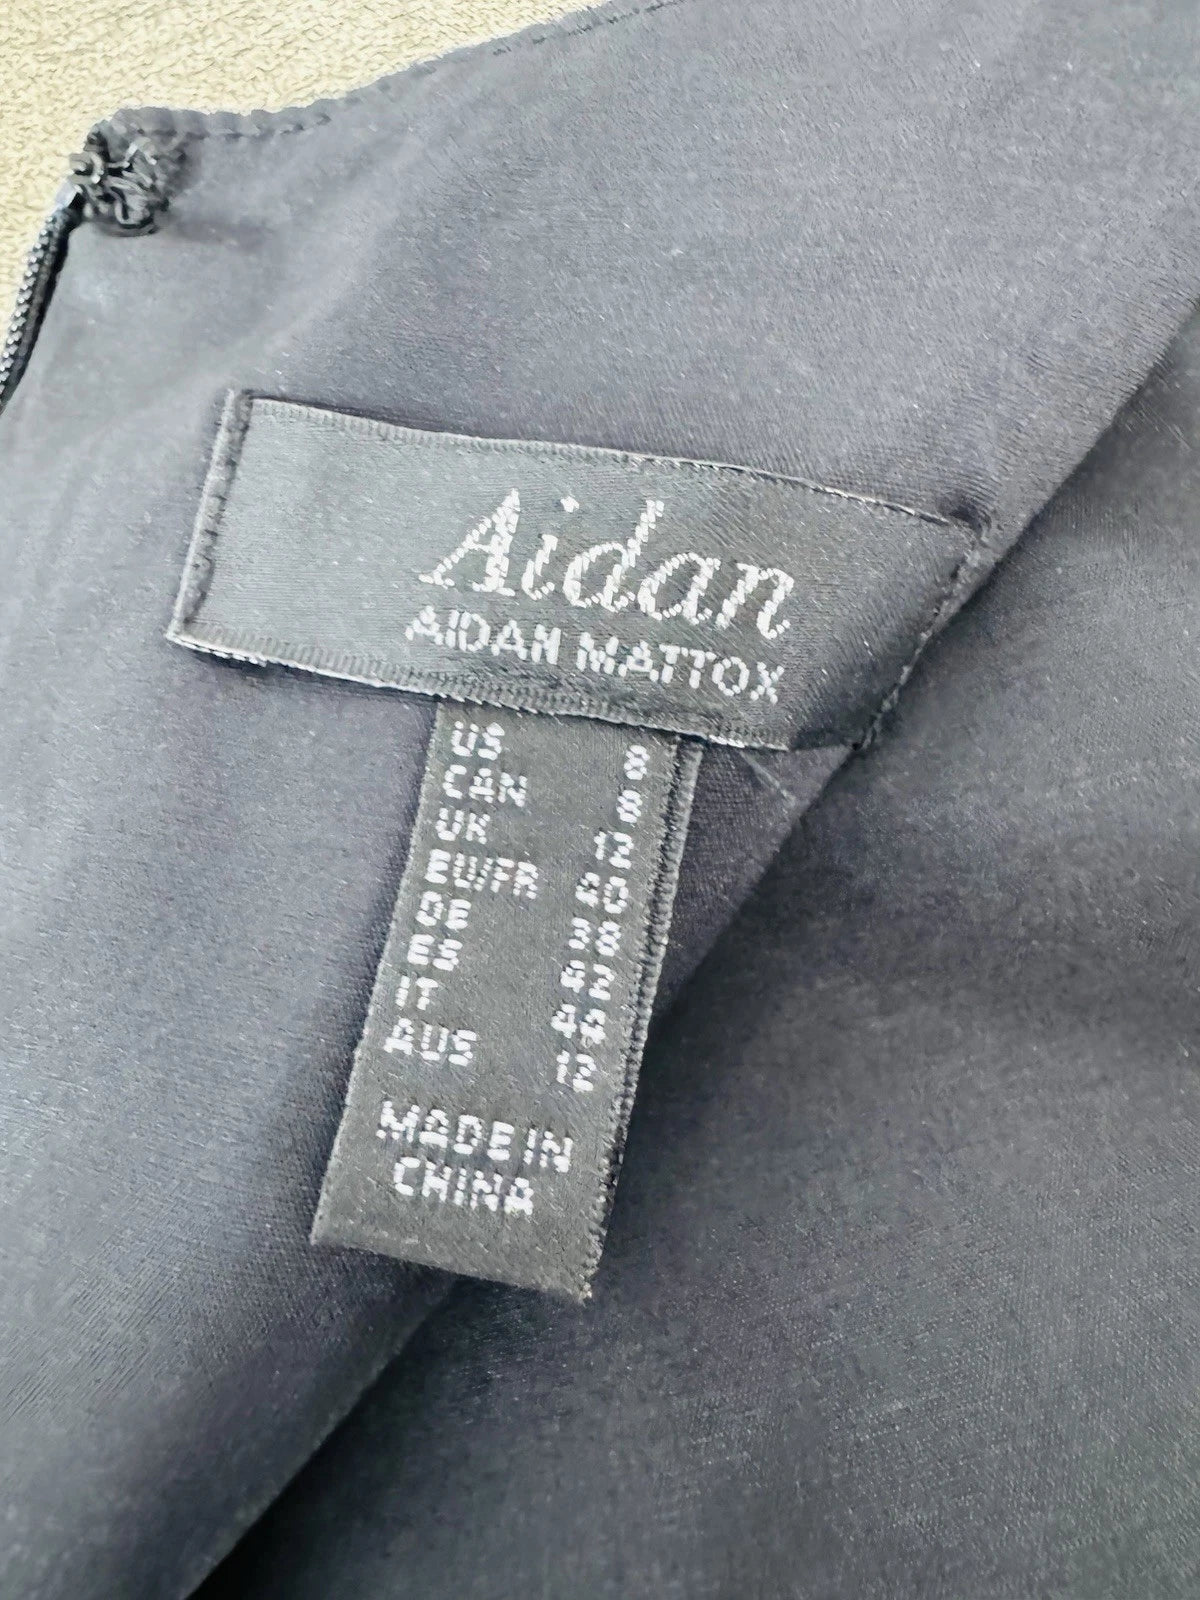 Aidan
AIDAN MATTOX
US 8
CAN 8
UK 12
EU/FR 40
DE 38
ES 42
IT 44
AUS 12
MADE IN
CHINA